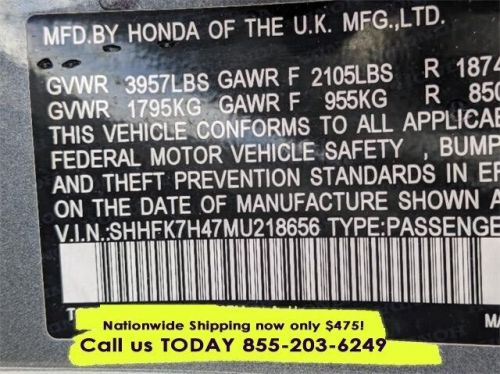 MFD.BY HONDA OF THE U.K. MFG.,LTD.
GVWR 3957LBS GAWR F 2105LBS R 1874
GVWR 1795KG GAWR F 955KG R 850
THIS VEHICLE CONFORMS TO ALL APPLICABLE
FEDERAL MOTOR VEHICLE SAFETY , BUMP
AND THEFT PREVENTION STANDARDS IN EF
ON THE DATE OF MANUFACTURE SHOWN A
V.I.N.:SHHFK7H47MU218656 TYPE:PASSENGE
Nationwide Shipping now only $475!
Call us TODAY 855-203-6249
MA